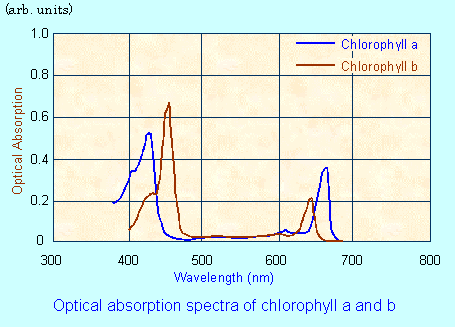 (arb. units)
1.0
Chlorophyll a
Chlorophyll b
0.8
0.6
0.4
0.2
0
Optical Absorption
300 400 500 600 700 800
Wavelength (nm)
Optical absorption spectra of chlorophyll a and b